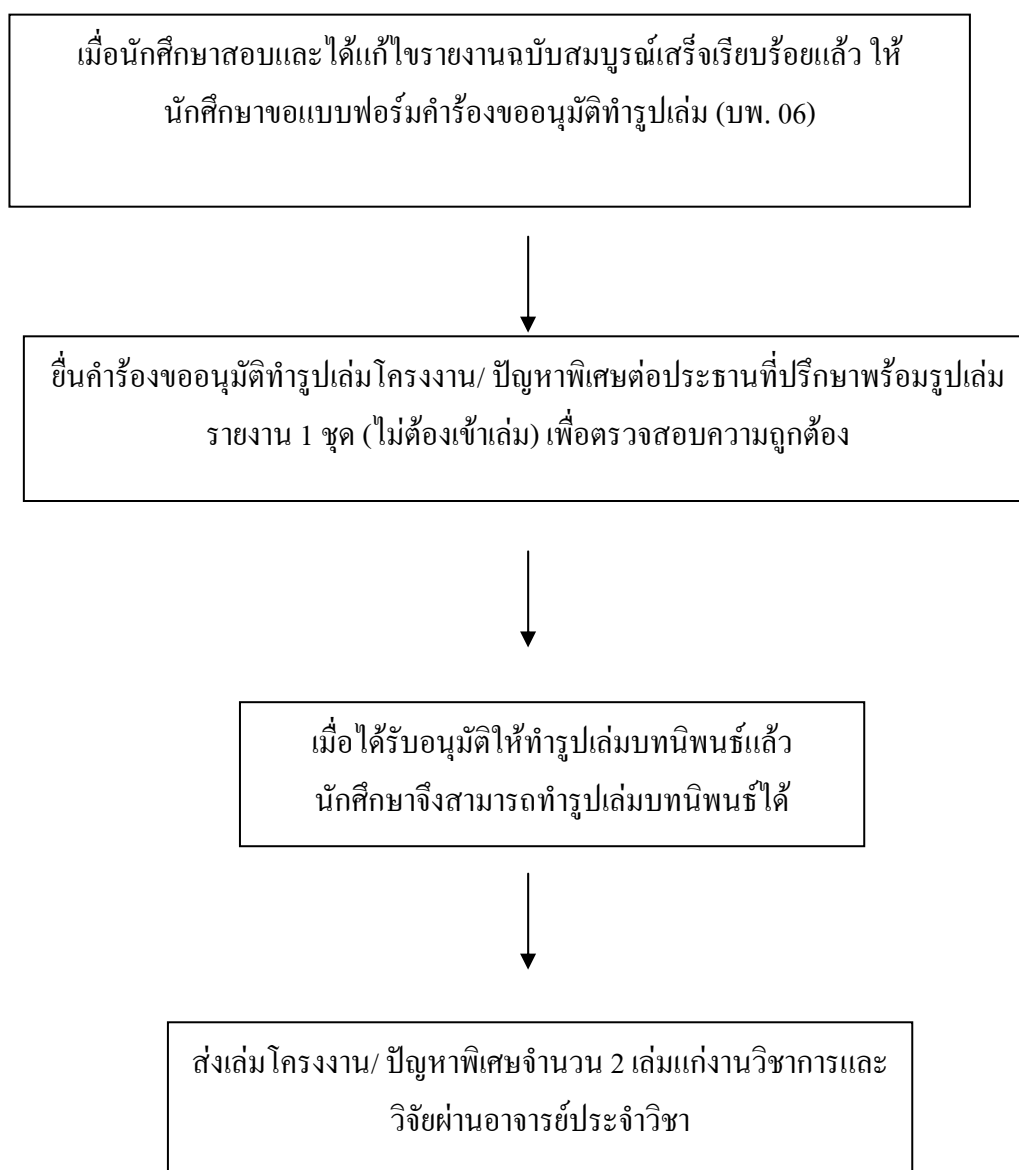 เมื่อนักศึกษาสอบและได้แก้ไขรายงานฉบับสมบูรณ์เสร็จเรียบร้อยแล้ว ให้
นักศึกษาขอแบบฟอร์มคำร้องขออนุมัติทำรูปเล่ม (บพ. 06)
ยื่นคำร้องขออนุมัติทำรูปเล่มโครงงาน/ ปัญหาพิเศษต่อประธานที่ปรึกษาพร้อมรูปเล่ม
รายงาน 1 ชุด (ไม่ต้องเข้าเล่ม) เพื่อตรวจสอบความถูกต้อง
เมื่อได้รับอนุมัติให้ทำรูปเล่มบทนิพนธ์แล้ว
นักศึกษาจึงสามารถทำรูปเล่มบทนิพนธ์ได้
ส่งเล่มโครงงาน/ ปัญหาพิเศษจำนวน 2 เล่มแก่งานวิชาการและ
วิจัยผ่านอาจารย์ประจำวิชา